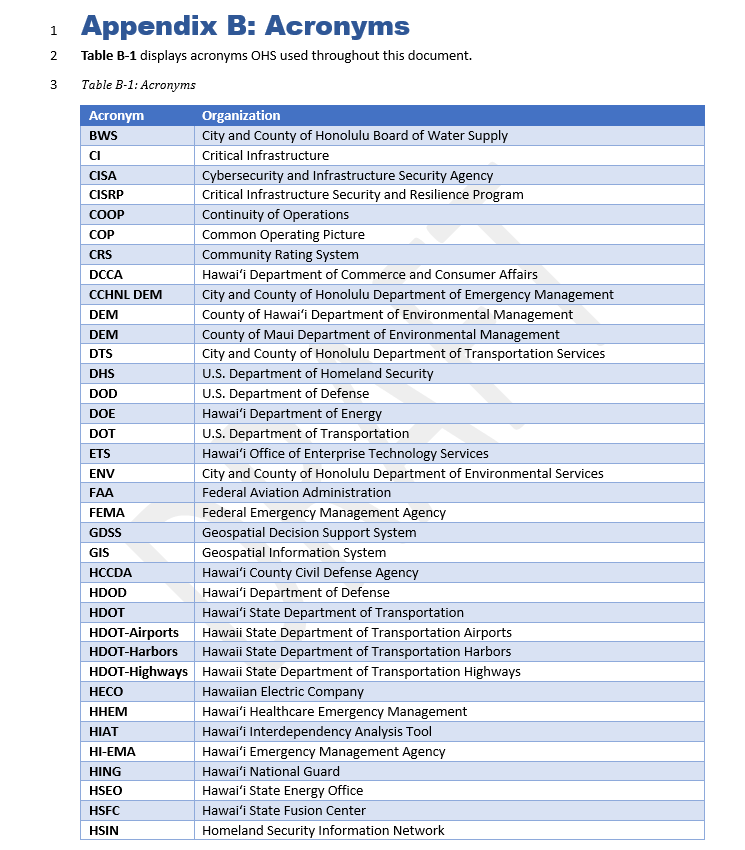 1 Appendix B: Acronyms
2 Table B-1 displays acronyms OHS used throughout this document.
3 Table B-1: Acronyms
Acronym Organization
BWS City and County of Honolulu Board of Water Supply
CI Critical Infrastructure
CISA Cybersecurity and Infrastructure Security Agency
CISRP Critical Infrastructure Security and Resilience Program
COOP Continuity of Operations
COP Common Operating Picture
CRS Community Rating System
DCCA Hawaiʻi Department of Commerce and Consumer Affairs
CCHNL DEM City and County of Honolulu Department of Emergency Management
DEM County of Hawaiʻi Department of Environmental Management
DEM County of Maui Department of Environmental Management
DTS City and County of Honolulu Department of Transportation Services
DHS U.S. Department of Homeland Security
DOD U.S. Department of Defense
DOE Hawaiʻi Department of Energy
DOT U.S. Department of Transportation
ETS Hawaiʻi Office of Enterprise Technology Services
ENV City and County of Honolulu Department of Environmental Services
FAA Federal Aviation Administration
FEMA Federal Emergency Management Agency
GDSS Geospatial Decision Support System
GIS Geospatial Information System
HCCDA Hawaiʻi County Civil Defense Agency
HDOD Hawaiʻi Department of Defense
HDOT Hawaiʻi State Department of Transportation
HDOT-Airports Hawaii State Department of Transportation Airports
HDOT-Harbors Hawaii State Department of Transportation Harbors
HDOT-Highways Hawaii State Department of Transportation Highways
HECO Hawaiian Electric Company
HHEM Hawaiʻi Healthcare Emergency Management
HIAT Hawaiʻi Interdependency Analysis Tool
HI-EMA Hawaiʻi Emergency Management Agency
HING Hawaiʻi National Guard
HSEO Hawaiʻi State Energy Office
HSFC Hawaiʻi State Fusion Center
HSIN Homeland Security Information Network
DRAFT